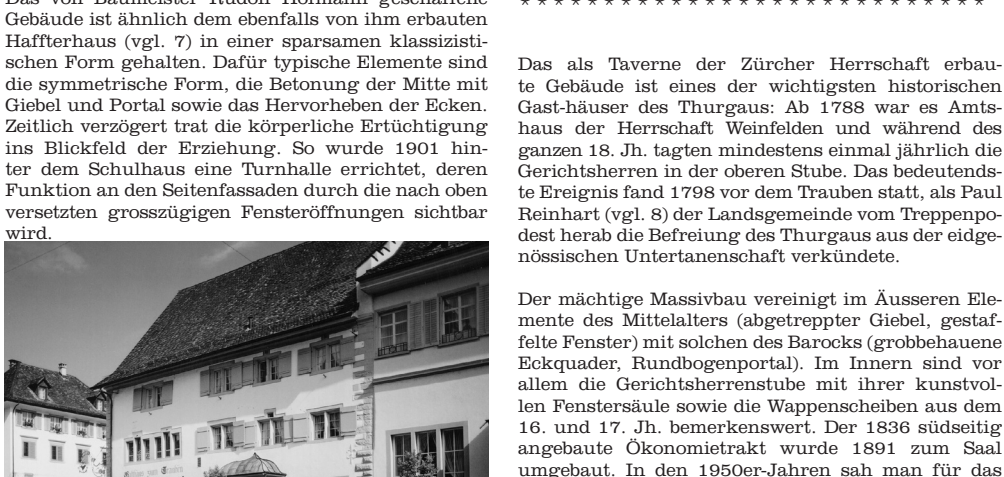 Das von Baumeister Rudolf Hofmann geschaffene
Gebäude ist ähnlich dem ebenfalls von ihm erbauten
Haffterhaus (vgl. 7) in einer sparsamen klassizisti-
schen Form gehalten. Dafür typische Elemente sind
die symmetrische Form, die Betonung der Mitte mit
Giebel und Portal sowie das Hervorheben der Ecken.
Zeitlich verzögert trat die körperliche Ertüchtigung
ins Blickfeld der Erziehung. So wurde 1901 hin-
ter dem Schulhaus eine Turnhalle errichtet, deren
Funktion an den Seitenfassaden durch die nach oben
versetzten grosszügigen Fensteröffnungen sichtbar
wird.
Gasthaus zum Trauben
Das als Taverne der Zürcher Herrschaft erbau-
te Gebäude ist eines der wichtigsten historischen
Gast-häuser des Thurgaus: Ab 1788 war es Amts-
haus der Herrschaft Weinfelden und während des
ganzen 18. Jh. tagten mindestens einmal jährlich die
Gerichtsherren in der oberen Stube. Das bedeutends-
te Ereignis fand 1798 vor dem Trauben statt, als Paul
Reinhart (vgl. 8) der Landsgemeinde vom Treppenpo-
dest herab die Befreiung des Thurgaus aus der eidge-
nössischen Untertanenschaft verkündete.
Der mächtige Massivbau vereinigt im Äusseren Ele-
mente des Mittelalters (abgetreppter Giebel, gestaf-
felte Fenster) mit solchen des Barocks (grobbehauene
Eckquader, Rundbogenportal). Im Innern sind vor
allem die Gerichtsherrenstube mit ihrer kunstvol-
len Fenstersäule sowie die Wappenscheiben aus dem
16. und 17. Jh. bemerkenswert. Der 1836 südseitig
angebaute Ökonomietrakt wurde 1891 zum Saal
umgebaut. In den 1950er-Jahren sah man für das